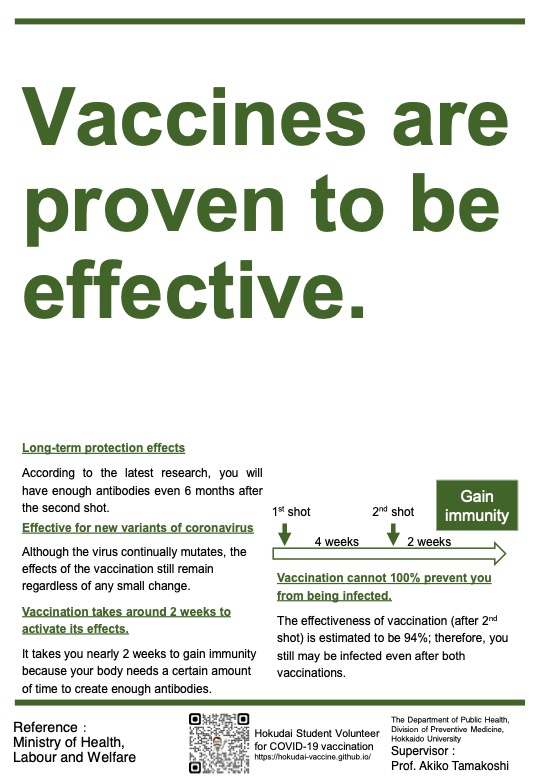 Vaccines are
proven to be
effective.
Long-term protection effects
According to the latest research, you will
have enough antibodies even 6 months after
the second shot.
Effective for new variants of coronavirus
Although the virus continually mutates, the
effects of the vaccination still remain
regardless of any small change.
Vaccination takes around 2 weeks to
activate its effects.
It takes you nearly 2 weeks to gain immunity
because your body needs a certain amount
of time to create enough antibodies.
Gain
immunity
1st shot
2nd shot
4 weeks
2 weeks
Vaccination cannot 100% prevent you
from being infected.
The effectiveness of vaccination (after 2nd
shot) is estimated to be 94%; therefore, you
still may be infected even after both
vaccinations.
Reference：
Ministry of Health,
Labour and Welfare
Hokudai Student Volunteer
for COVID-19 vaccination
https://hokudai-vaccine.github.io/
The Department of Public Health,
Division of Preventive Medicine,
Hokkaido University
Supervisor：
Prof. Akiko Tamakoshi